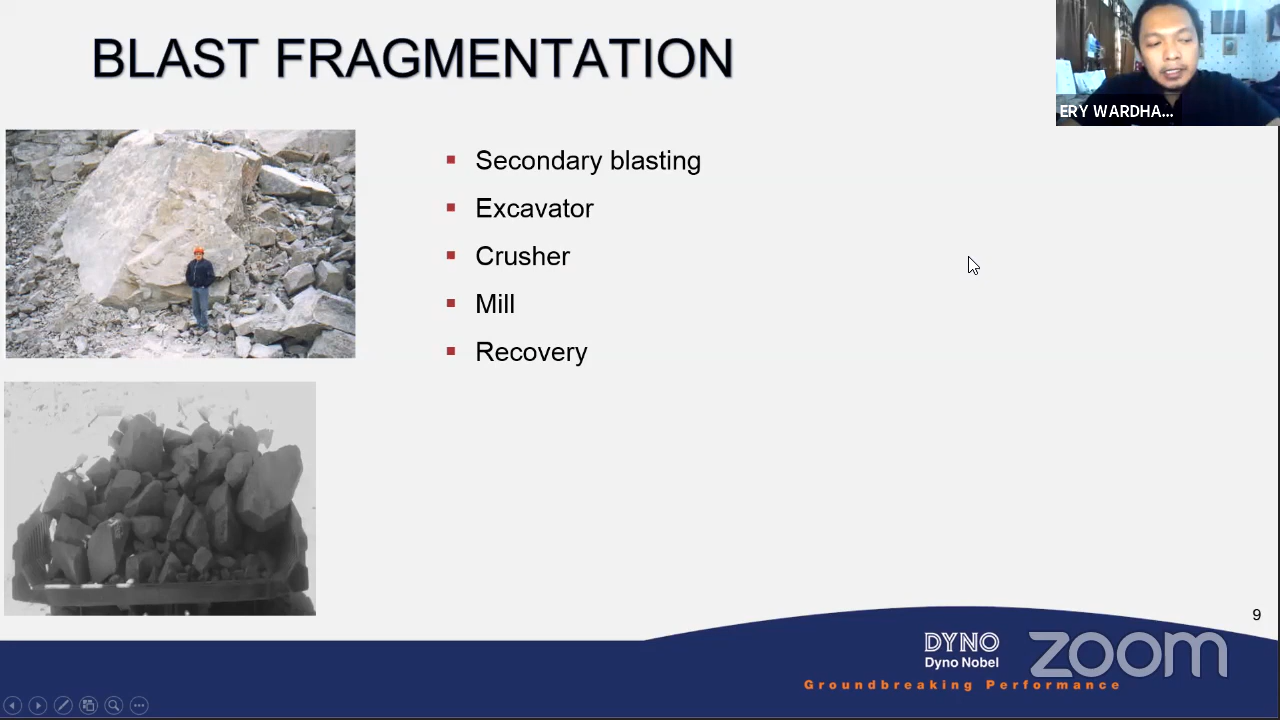 BLAST FRAGMENTATION
ERY WARDHA...
Secondary blasting
Excavator
Crusher
Mill
Recovery
9
DYNO
Dyno Nobel
zoom
Groundbreaking Performance